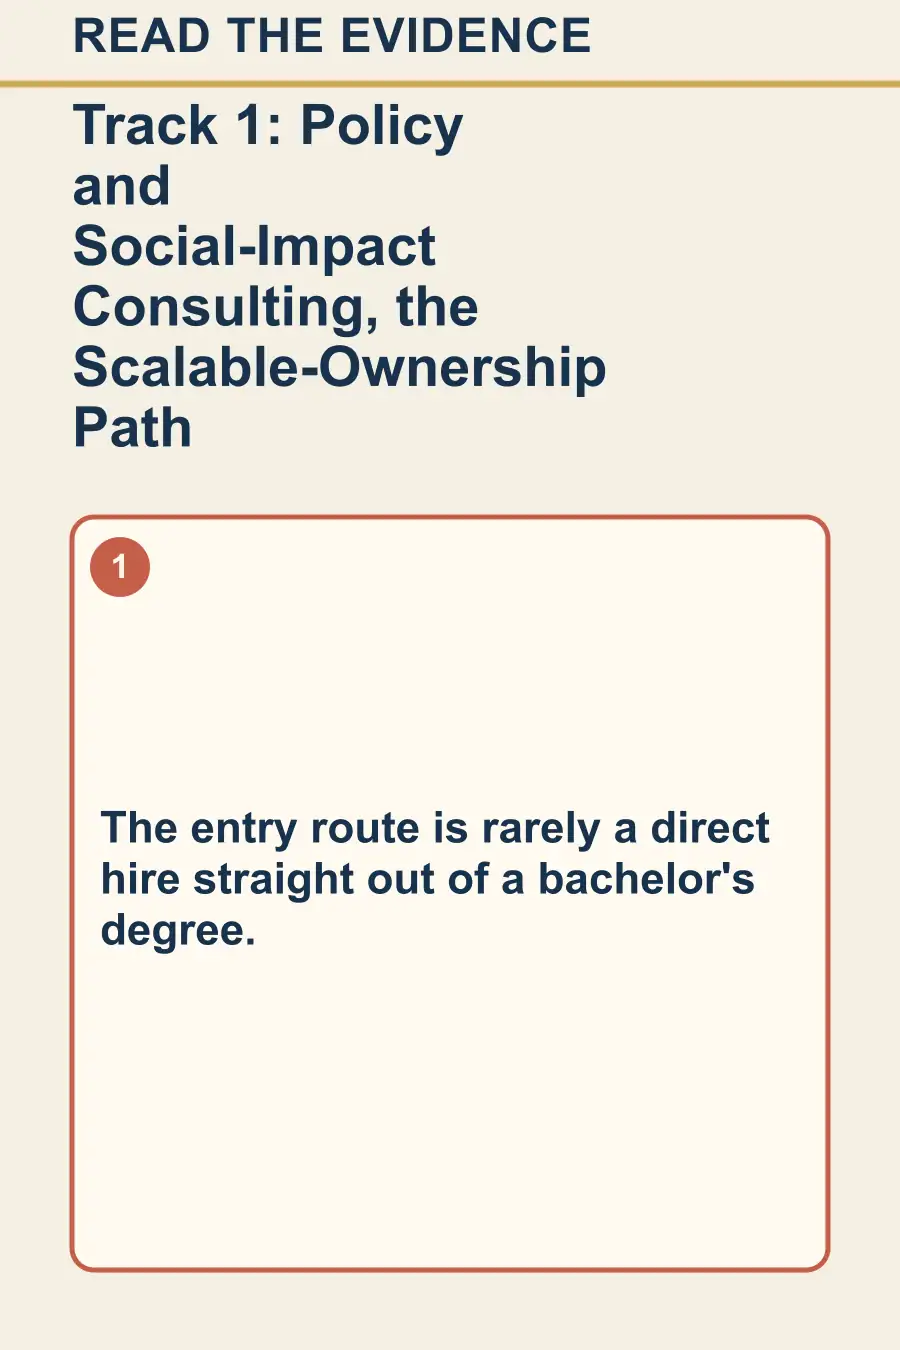 READ THE EVIDENCE
Track 1: Policy
and
Social-Impact
Consulting, the
Scalable-Ownership
Path
1
The entry route is rarely a direct
hire straight out of a bachelor's
degree.